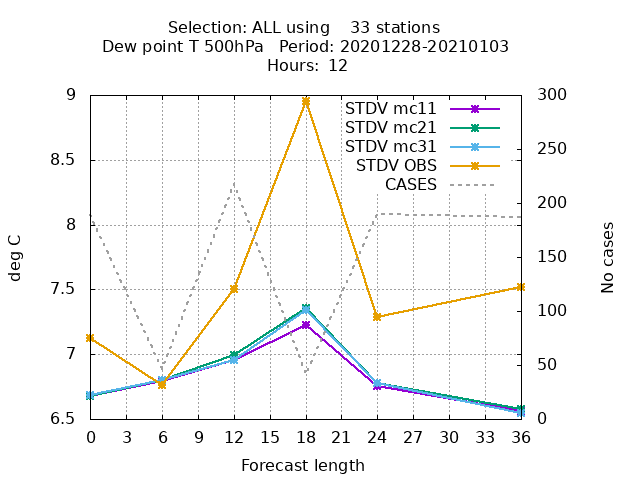 Selection: ALL using    33 stations
Dew point T 500hPa   Period: 20201228-20210103
Hours:  12
STDV mc11
STDV mc21
STDV mc31
STDV OBS
CASES
9
8.5
8
7.5
7
6.5
300
250
200
150
100
50
0
deg C
No cases
0 3 6 9 12 15 18 21 24 27 30 33 36
Forecast length